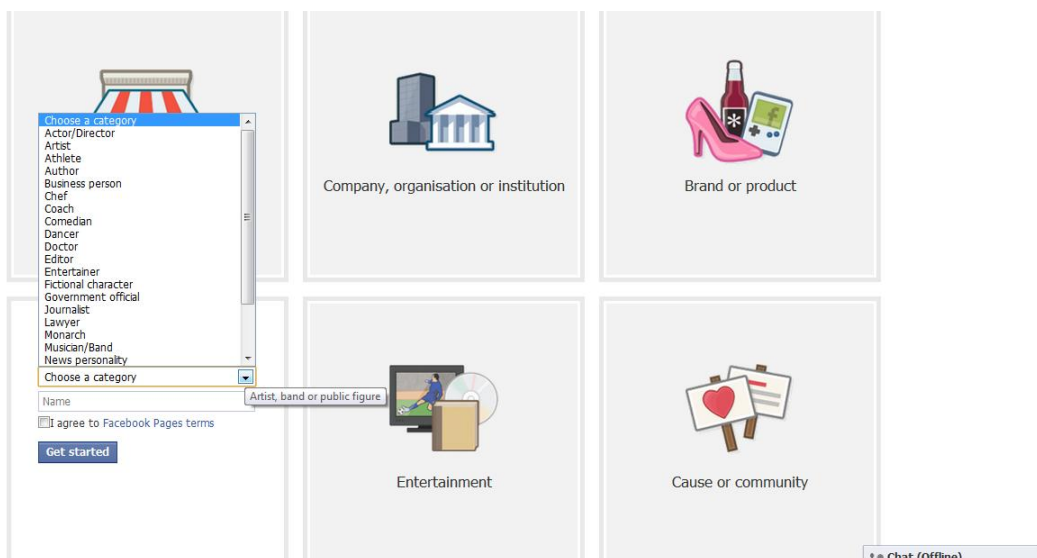 Choose a category
Actor/Director
Artist
Athlete
Author
Business person
Chef
Coach
Comedian
Dancer
Doctor
Editor
Entertainer
Fictional character
Government official
Journalist
Lawyer
Monarch
Musician/Band
News personality
Choose a category
Name
I agree to Facebook Pages terms
Get started
Artist, band or public figure
Company, organisation or institution
Brand or product
Entertainment
Cause or community
Chat (Offline)